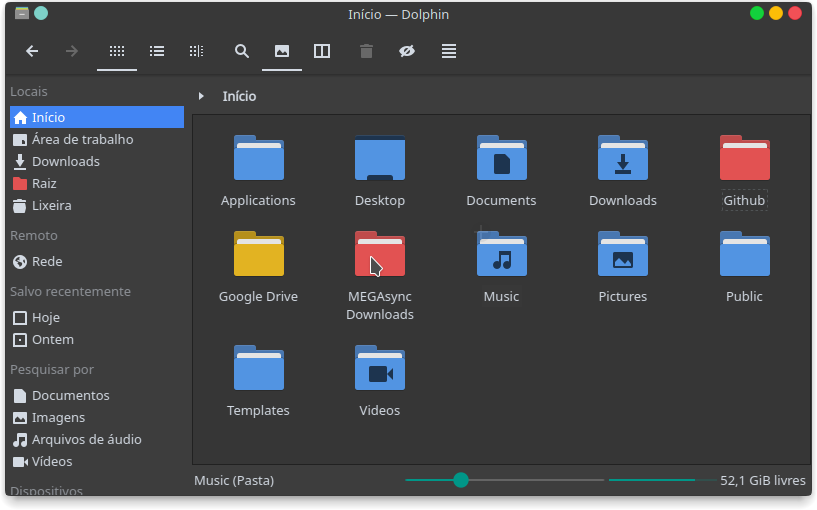 Início — Dolphin
Locais
Início
Área de trabalho
Downloads
Raiz
Lixeira
Remoto
Rede
Salvo recentemente
Hoje
Ontem
Pesquisar por
Documentos
Imagens
Arquivos de áudio
Vídeos
Dispositivos
Início
Applications
Desktop
Documents
Downloads
Github
Google Drive
MEGAsync
Downloads
Music
Pictures
Public
Templates
Videos
Music (Pasta)
52,1 GiB livres